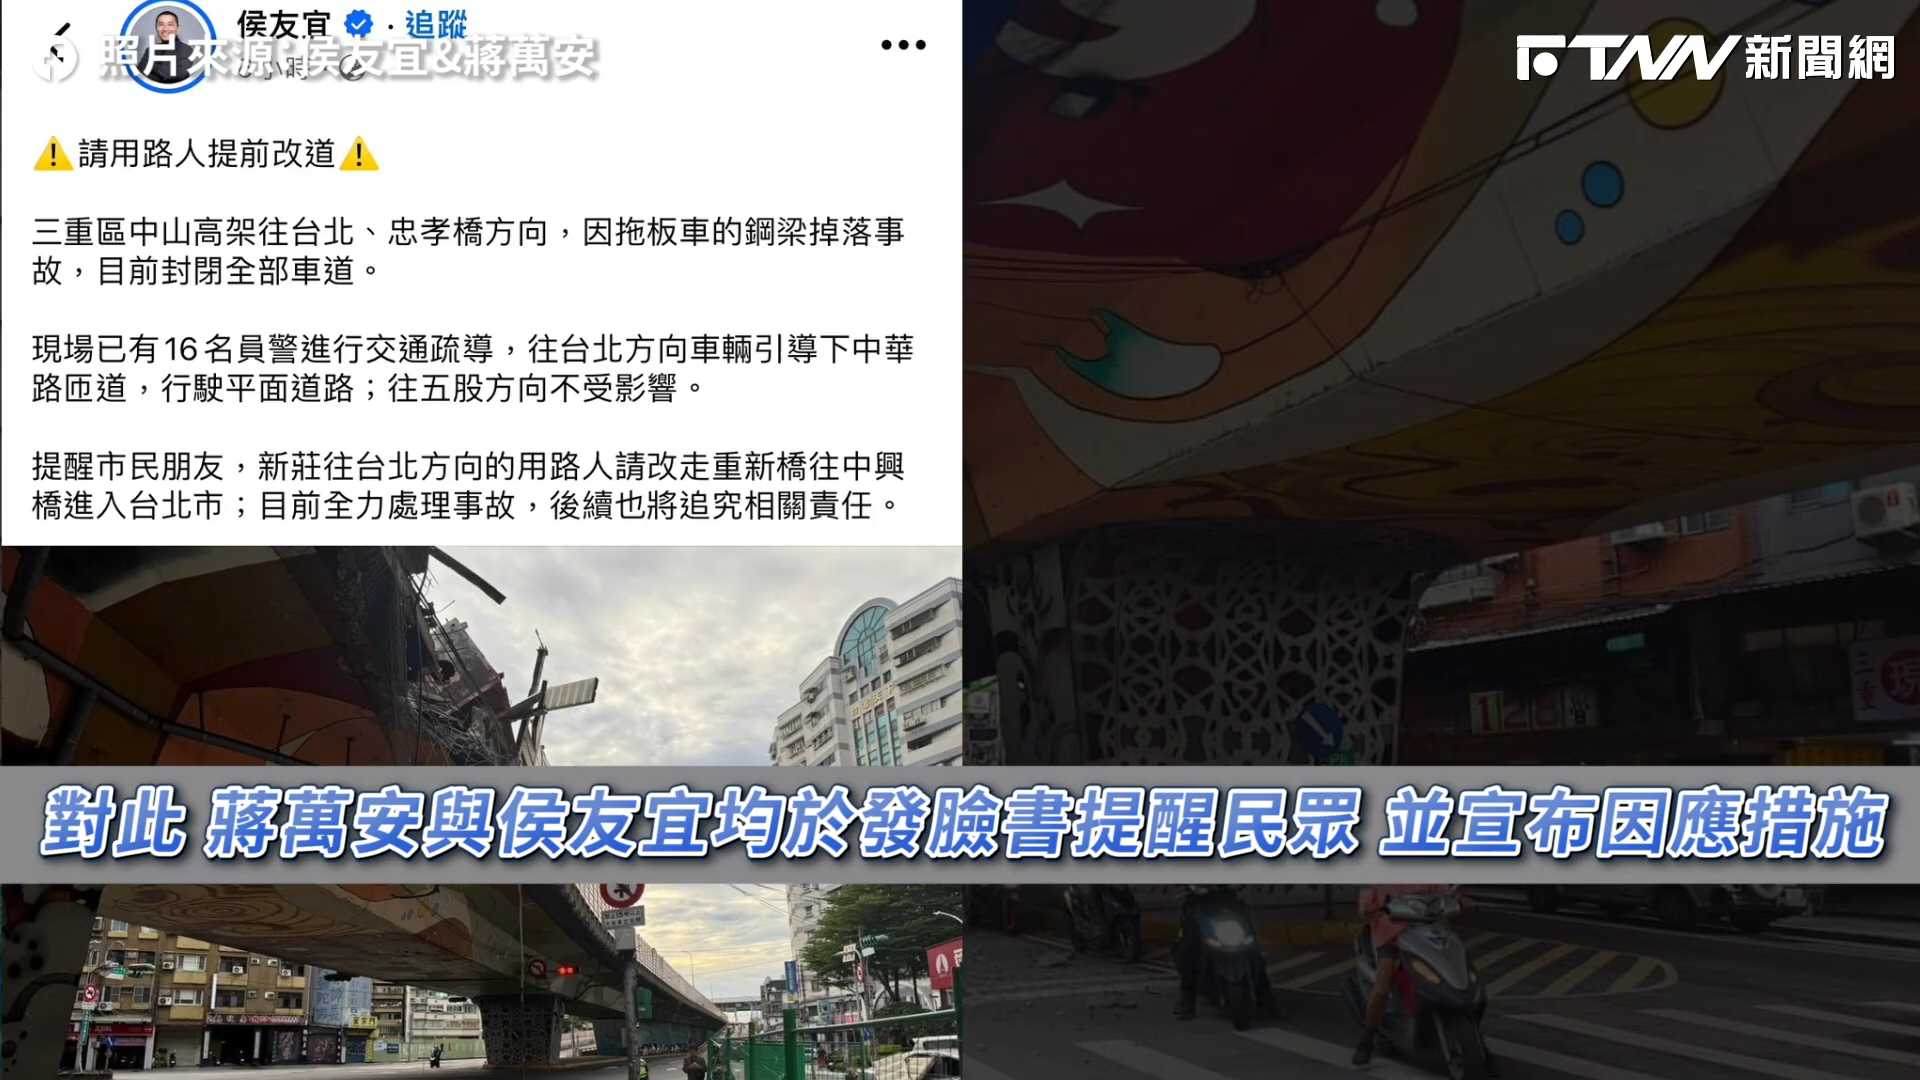 侯友宜 · 追蹤
照片來源:侯友宜&蔣萬安
FTNN新聞網
⚠️請用路人提前改道⚠️
三重區中山高架往台北、忠孝橋方向，因拖板車的鋼梁掉落事
故，目前封閉全部車道。
現場已有16名員警進行交通疏導，往台北方向車輛引導下中華
路匝道，行駛平面道路；往五股方向不受影響。
提醒市民朋友，新莊往台北方向的用路人請改走重新橋往中興
橋進入台北市；目前全力處理事故，後續也將追究相關責任。
對此 蔣萬安與侯友宜均於發臉書提醒民眾 並宣布因應措施
三重
現
128